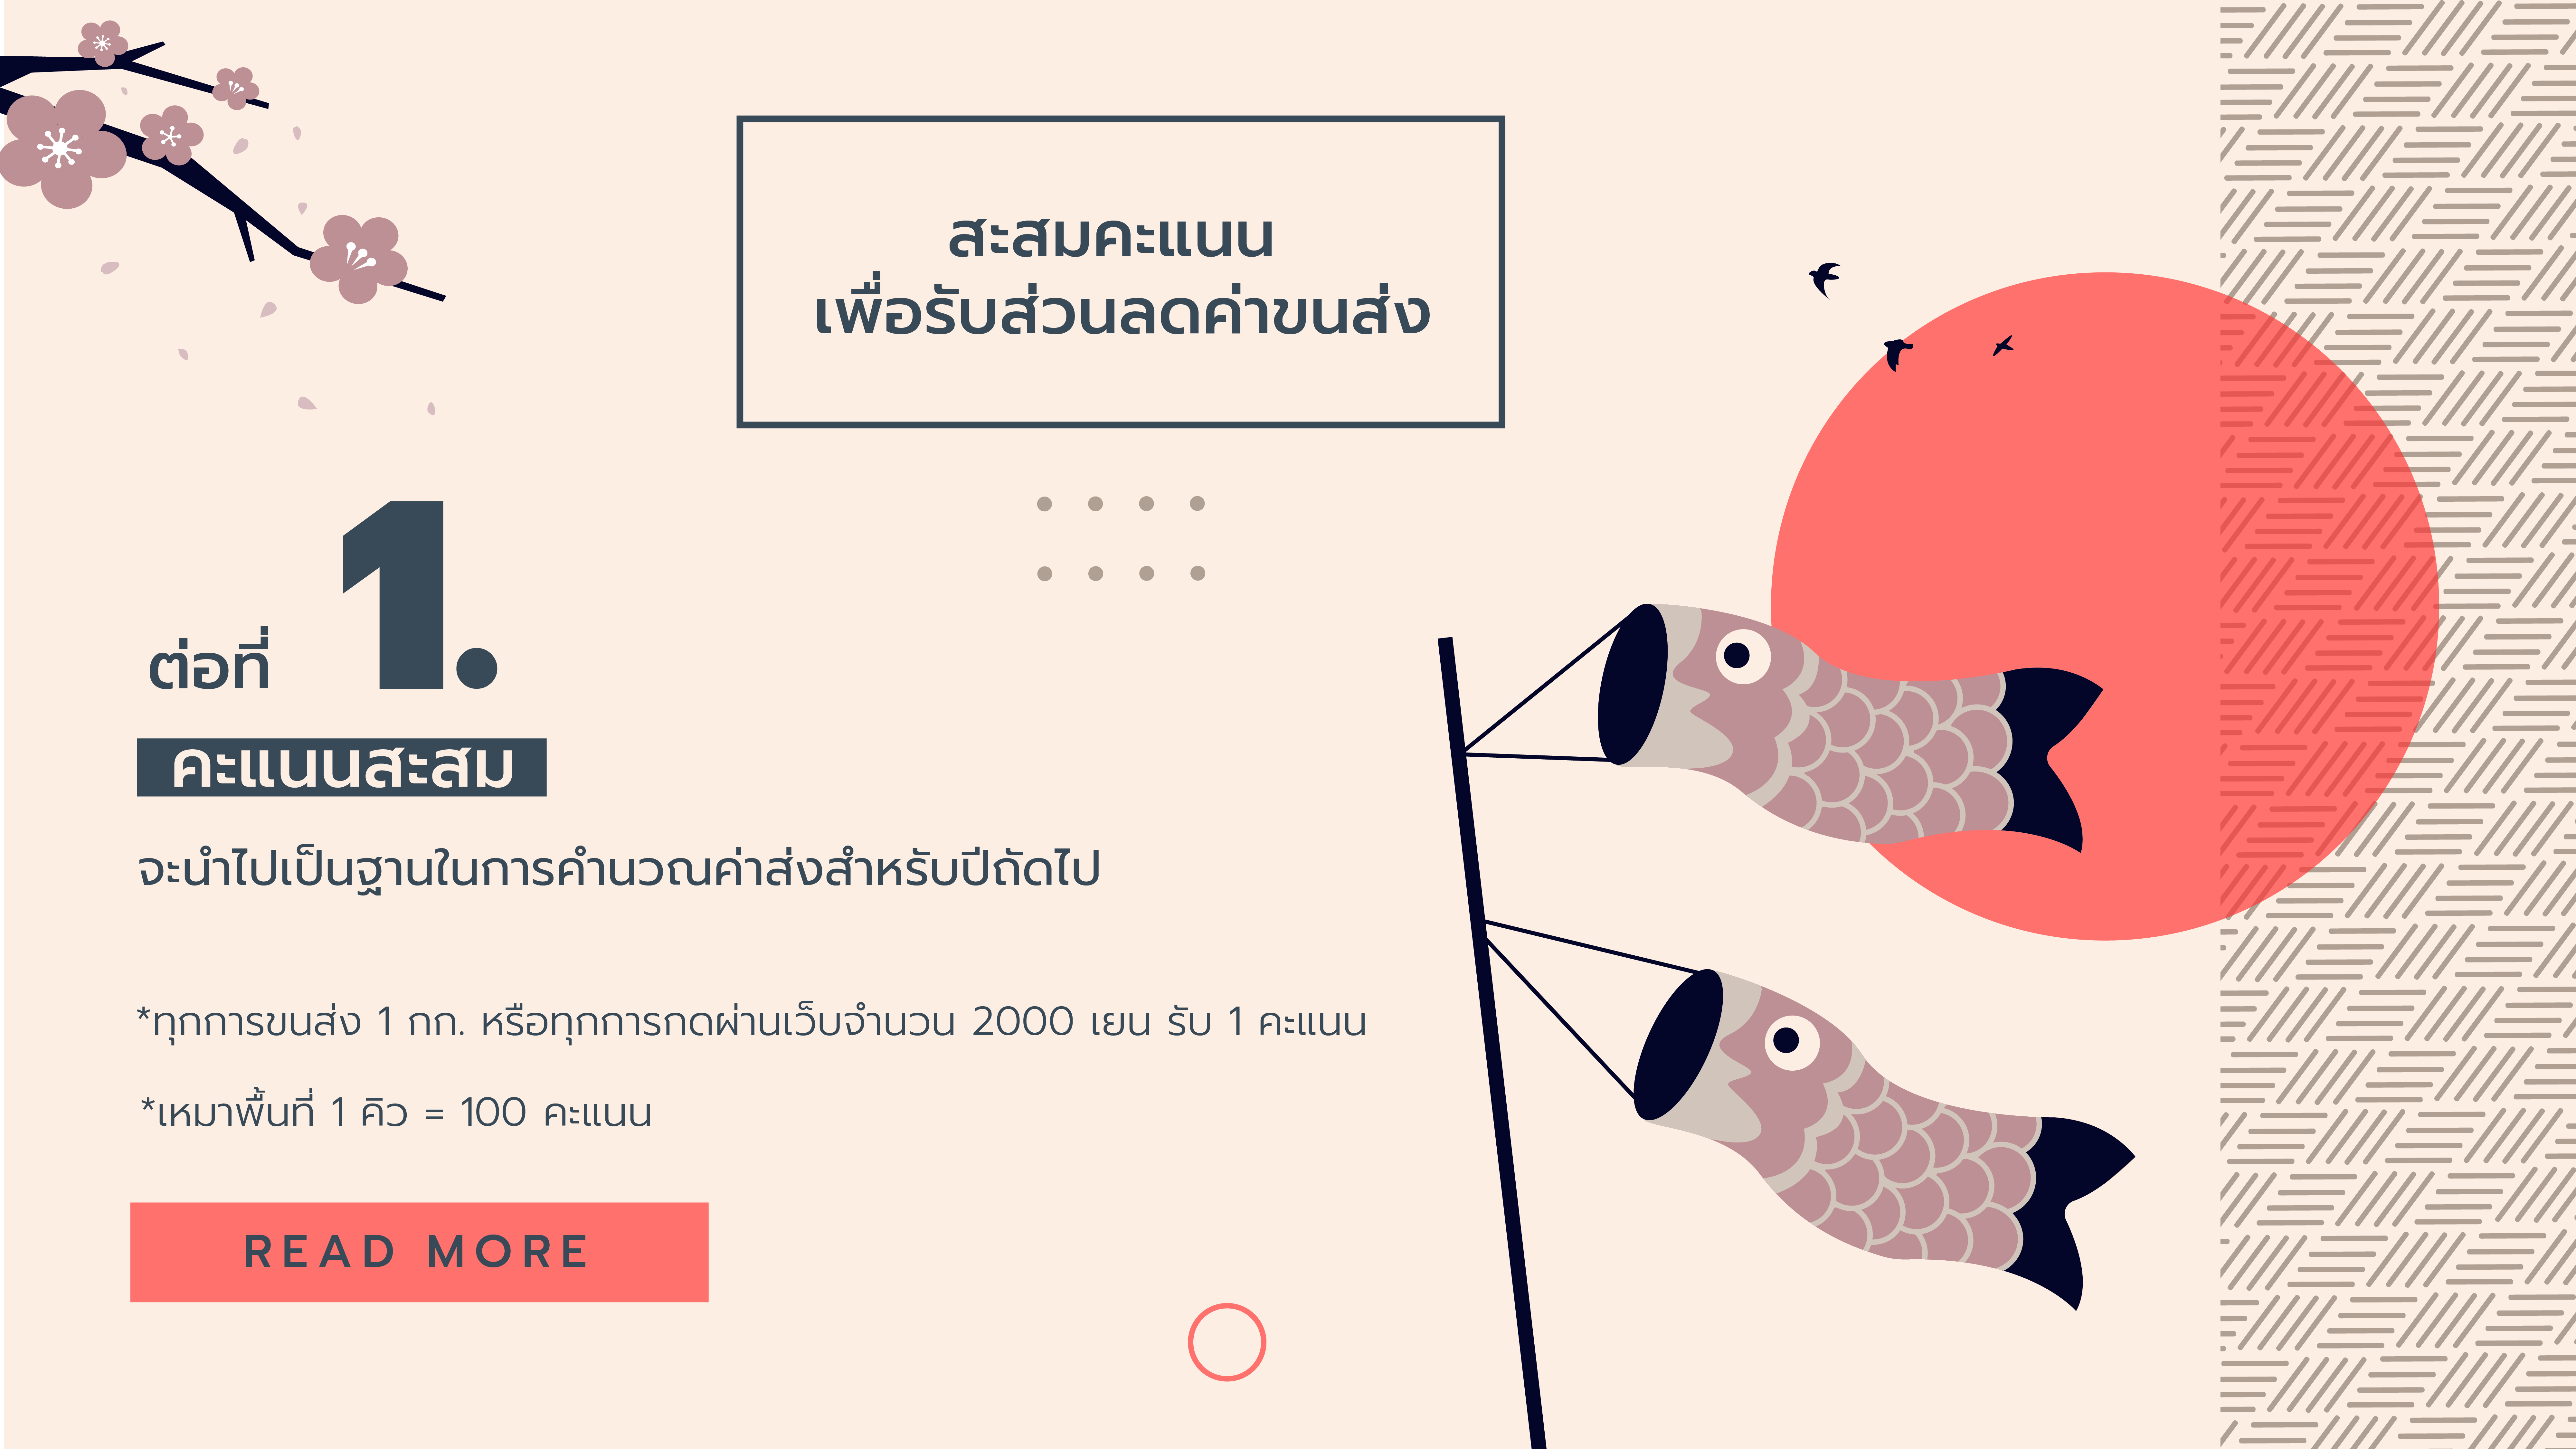 สะสมคะแนน
เพื่อรับส่วนลดค่าขนส่ง
ต่อที่ 1.
คะแนนสะสม
จะนำไปเป็นฐานในการคำนวณค่าส่งสำหรับปีถัดไป
*ทุกการขนส่ง 1 กก. หรือทุกการกดผ่านเว็บจำนวน 2000 เยน รับ 1 คะแนน
*เหมาพื้นที่ 1 คิว = 100 คะแนน
READ MORE